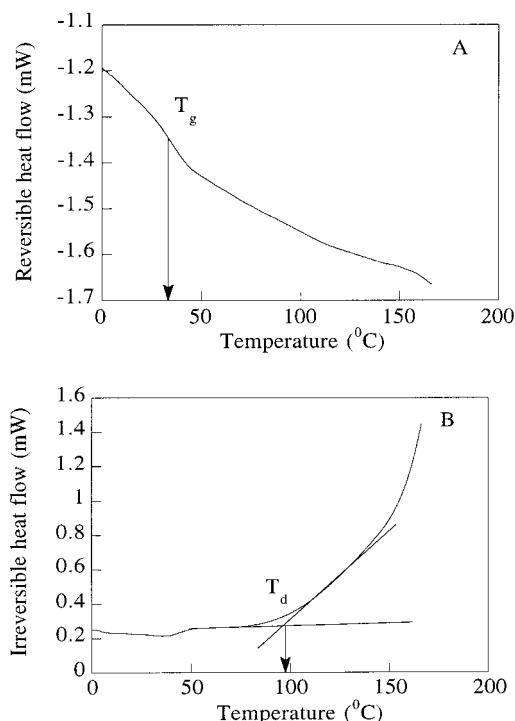 -1.1
A
-1.2
T_g
-1.3
-1.4
-1.5
-1.6
-1.7
0 50 100 150 200
Temperature (⁰C)
Reversible heat flow (mW)
1.6
B
1.4
1.2
1
0.8
0.6
T_d
0.4
0.2
0
0 50 100 150 200
Temperature (⁰C)
Irreversible heat flow (mW)